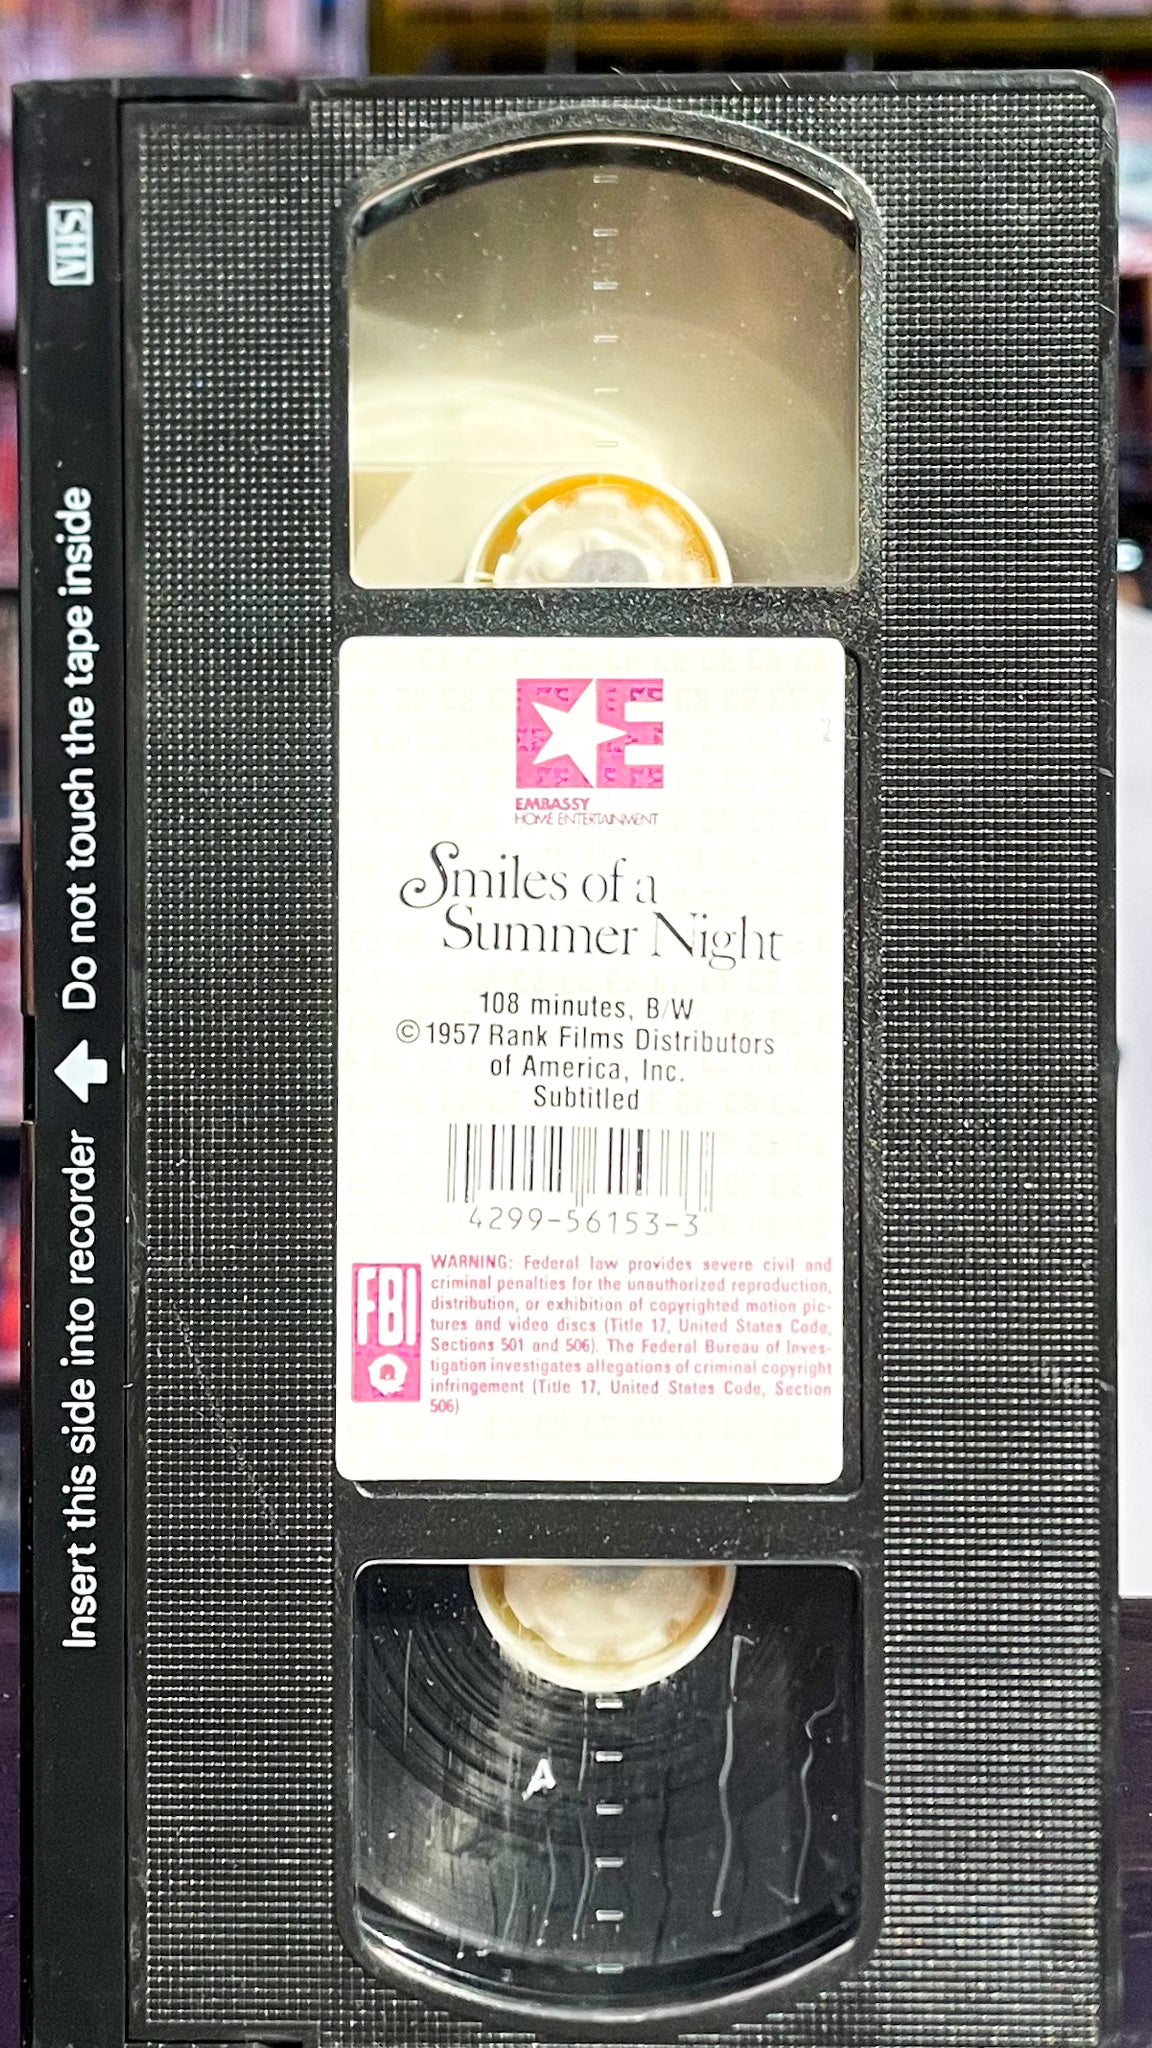 VHS
Insert this side into recorder Do not touch the tape inside
EMBASSY
HOME ENTERTAINMENT
Smiles of a
Summer Night
108 minutes, B/W
©1957 Rank Films Distributors
of America, Inc.
Subtitled
4299-56153-3
FBI
WARNING: Federal law provides severe civil and
criminal penalties for the unauthorized reproduction,
distribution, or exhibition of copyrighted motion pic-
tures and video discs (Title 17, United States Code,
Sections 501 and 506). The Federal Bureau of Inves-
tigation investigates allegations of criminal copyright
infringement (Title 17, United States Code, Section
506)
A